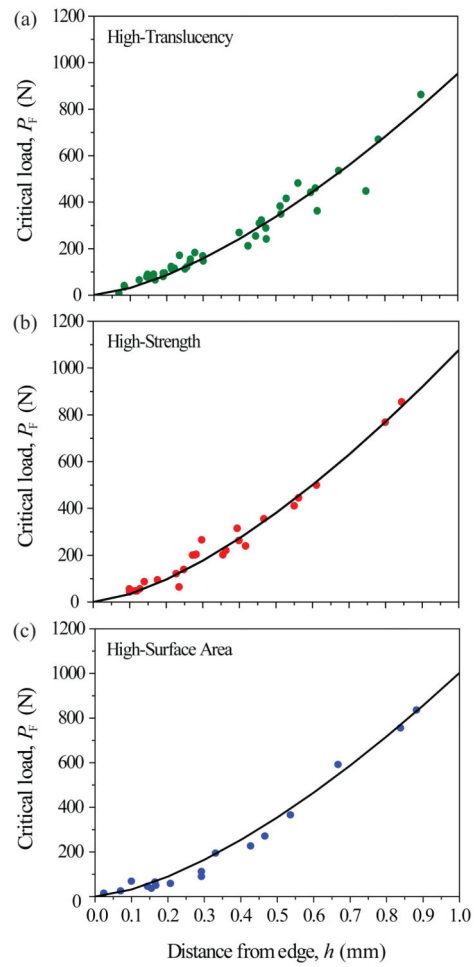 (a)
1200
High-Translucency
1000
800
600
400
200
0
Critical load, P_F (N)
(b)
1200
High-Strength
1000
800
600
400
200
0
Critical load, P_F (N)
(c)
1200
High-Surface Area
1000
800
600
400
200
0
Critical load, P_F (N)
0.0 0.1 0.2 0.3 0.4 0.5 0.6 0.7 0.8 0.9 1.0
Distance from edge, h (mm)